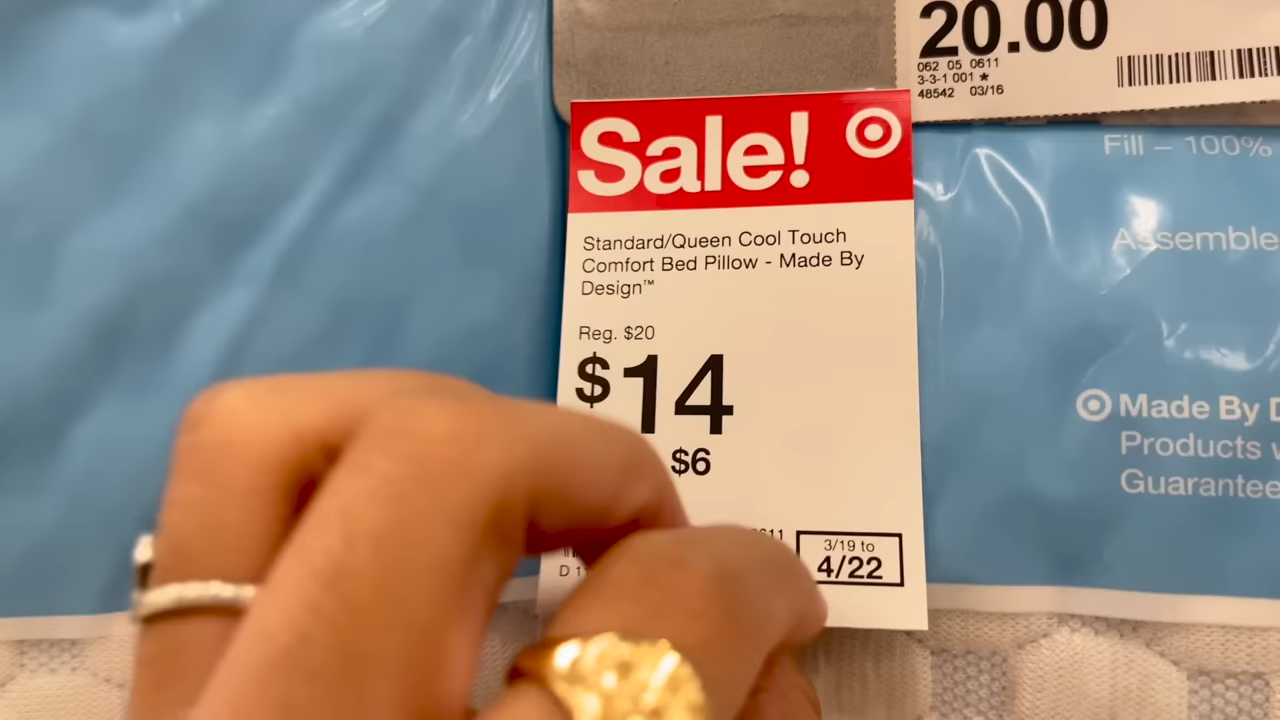 20.00
062 05 0611
3-3-1 001 *
48542 03/16
Sale!
Fill – 100%
Standard/Queen Cool Touch
Comfort Bed Pillow - Made By
Design™
Assemble
Reg. $20
$14
$6
Made By
Products
Guarantee
0611
3/19 to
4/22
D 1